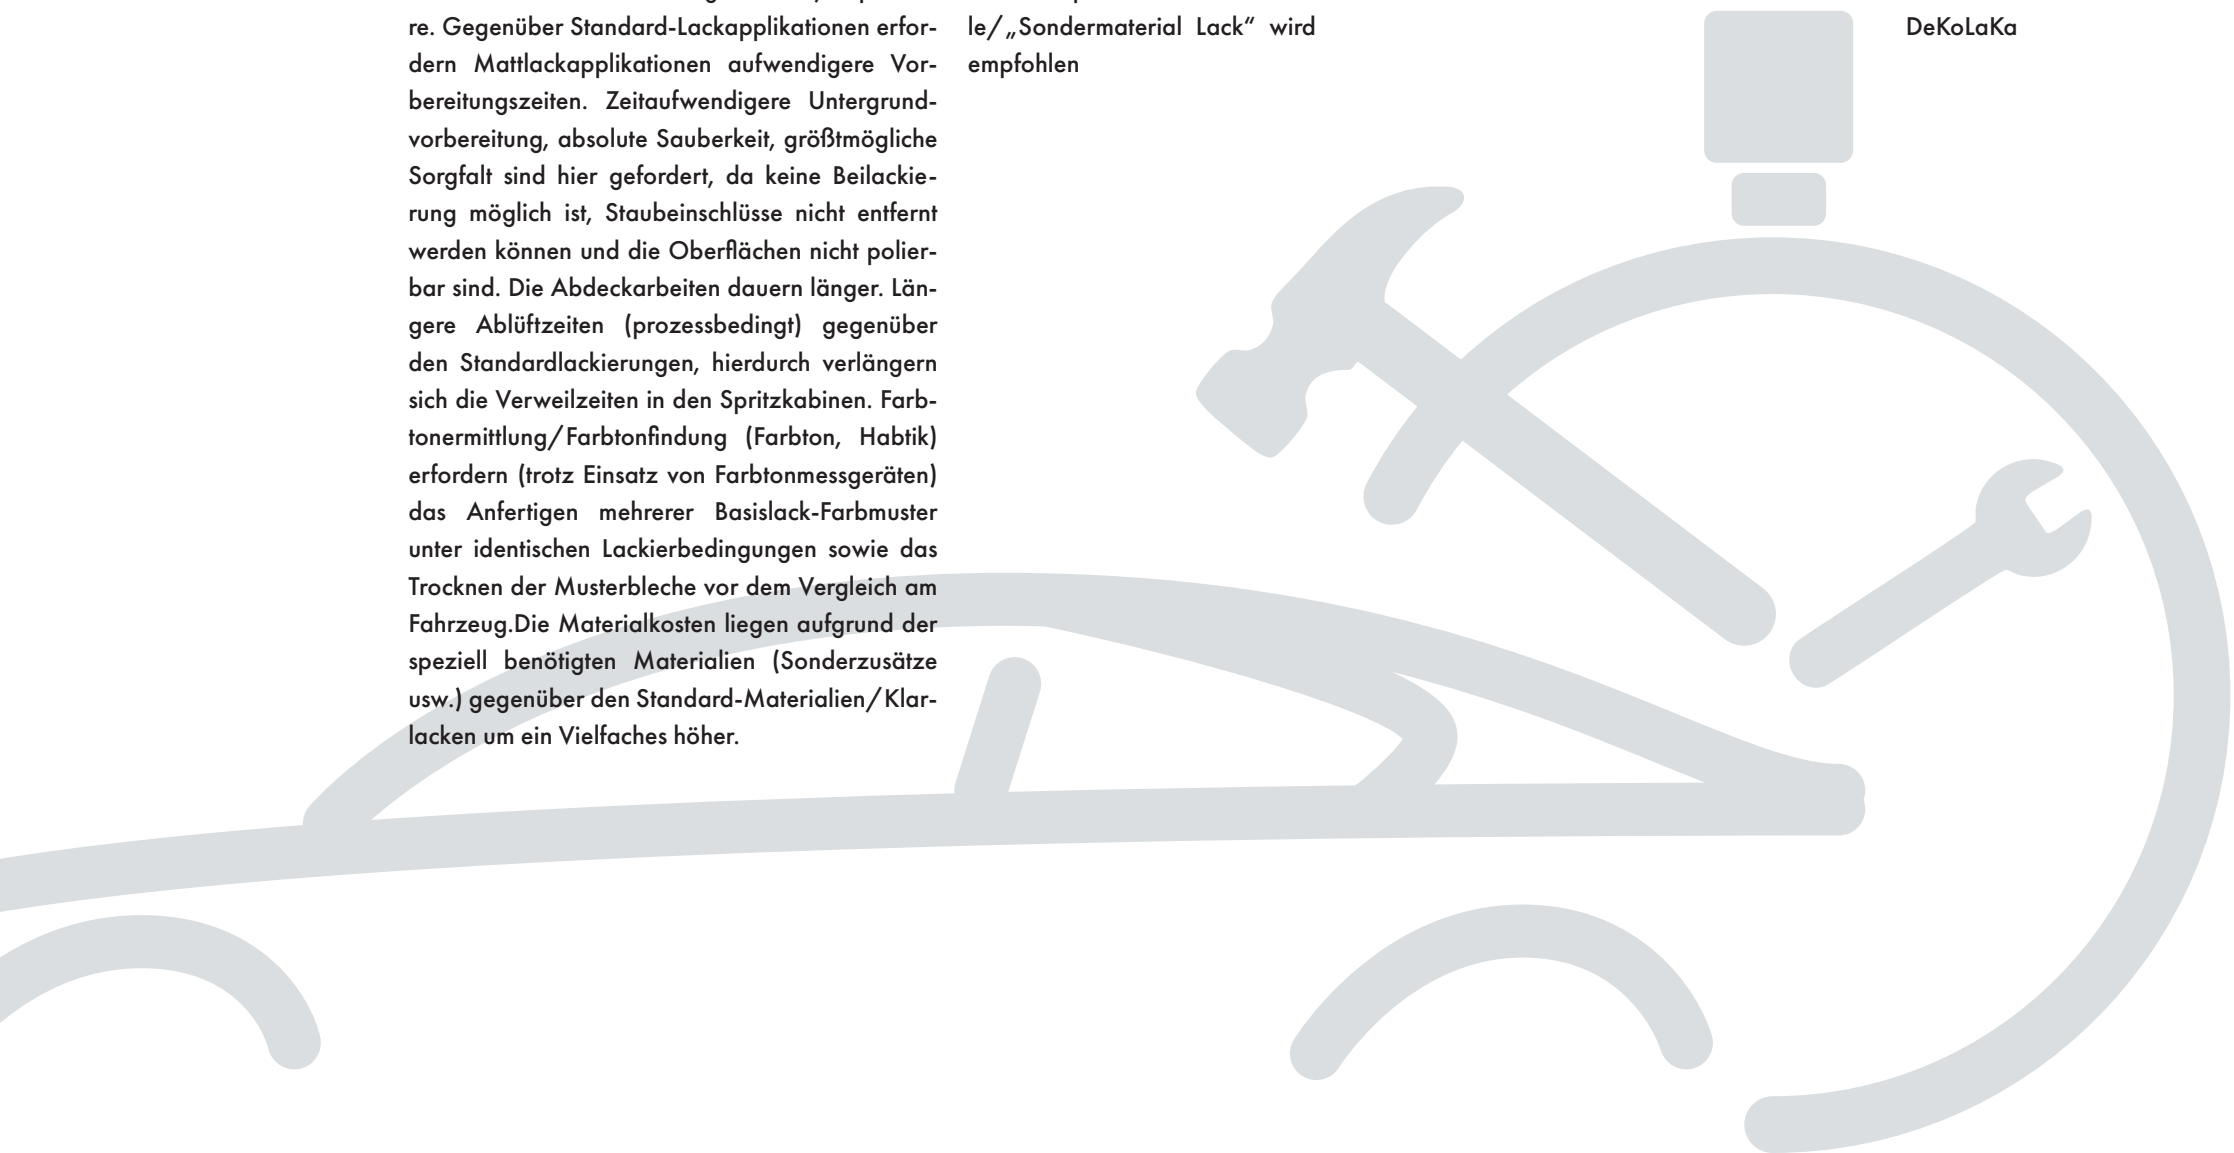 re. Gegenüber Standard-Lackapplikationen erfor-
dern Mattlackapplikationen aufwendigere Vor-
bereitungszeiten. Zeitaufwendigere Untergrund-
vorbereitung, absolute Sauberkeit, größtmögliche
Sorgfalt sind hier gefordert, da keine Beilackie-
rung möglich ist, Staubeinschlüsse nicht entfernt
werden können und die Oberflächen nicht polier-
bar sind. Die Abdeckarbeiten dauern länger. Län-
gere Ablüftzeiten (prozessbedingt) gegenüber
den Standardlackierungen, hierdurch verlängern
sich die Verweilzeiten in den Spritzkabinen. Farb-
tonermittlung/Farbtonfindung (Farbton, Habtik)
erfordern (trotz Einsatz von Farbtonmessgeräten)
das Anfertigen mehrerer Basislack-Farbmuster
unter identischen Lackierbedingungen sowie das
Trocknen der Musterbleche vor dem Vergleich am
Fahrzeug.Die Materialkosten liegen aufgrund der
speziell benötigten Materialien (Sonderzusätze
usw.) gegenüber den Standard-Materialien/Klar-
lacken um ein Vielfaches höher.
le/„Sondermaterial Lack“ wird
empfohlen
DeKoLaKa